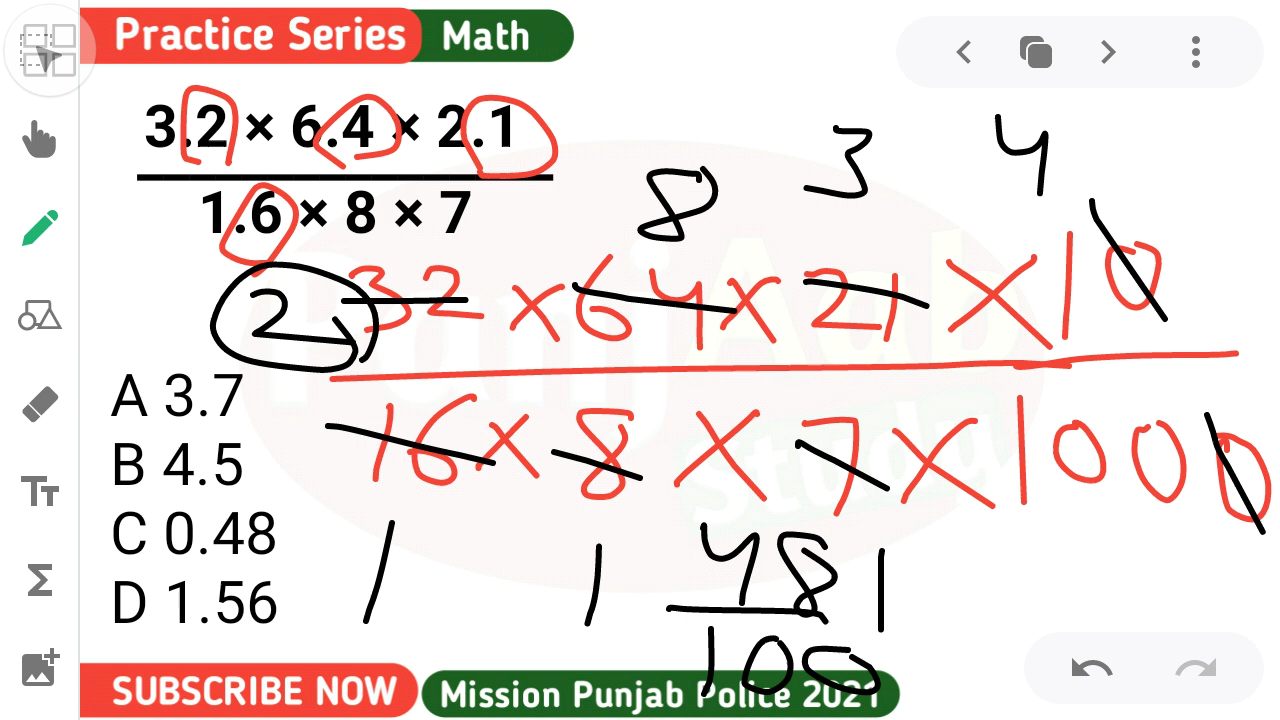 Practice Series Math
3.2 × 6.4 × 2.1
1.6 × 8 × 7
8 3 4
2 32 × 64 × 21 × 10
16 × 8 × 7 × 1000
A 3.7
B 4.5
C 0.48
D 1.56
1 1 48 1
100
Tт
Σ
SUBSCRIBE NOW Mission Punjab Police 2021